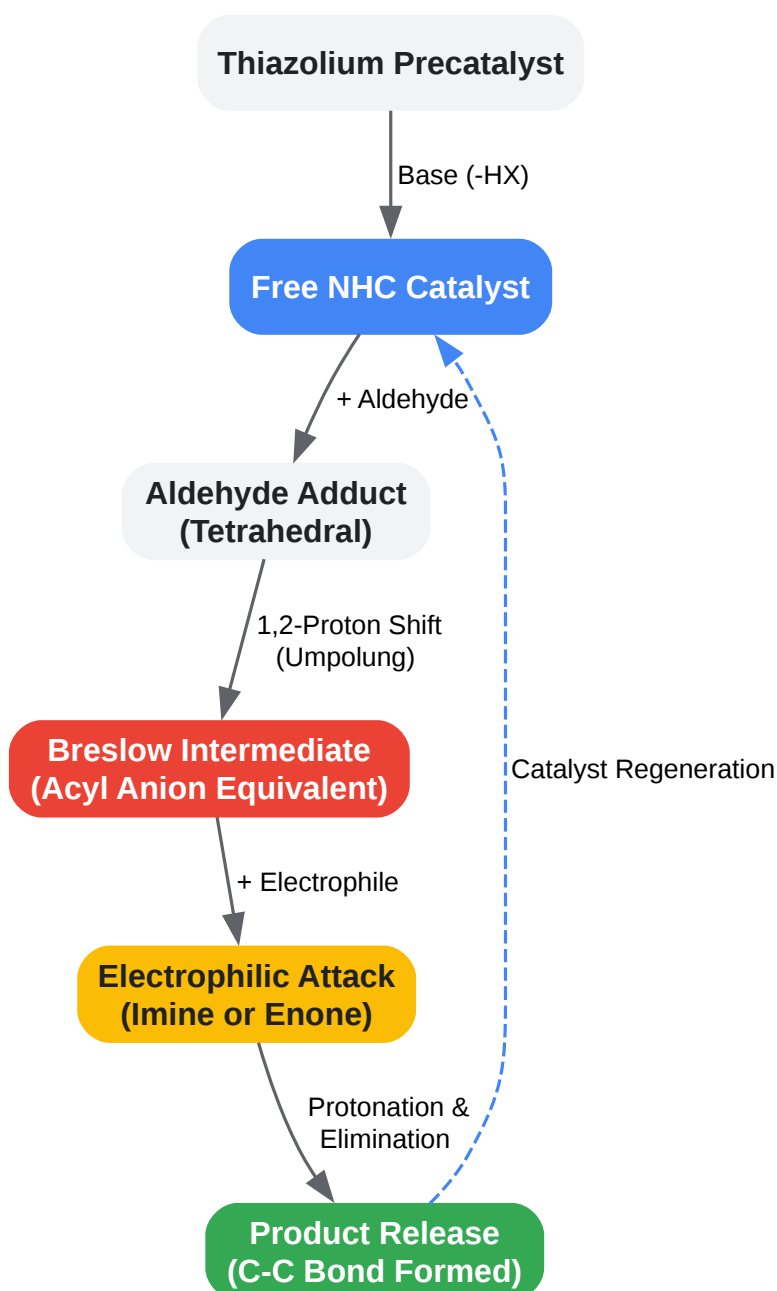 Thiazolium Precatalyst
Base (-HX)
Free NHC Catalyst
+ Aldehyde
Aldehyde Adduct
(Tetrahedral)
1,2-Proton Shift
(Umpolung)
Breslow Intermediate
(Acyl Anion Equivalent)
Catalyst Regeneration
+ Electrophile
Electrophilic Attack
(Imine or Enone)
Protonation &
Elimination
Product Release
(C-C Bond Formed)